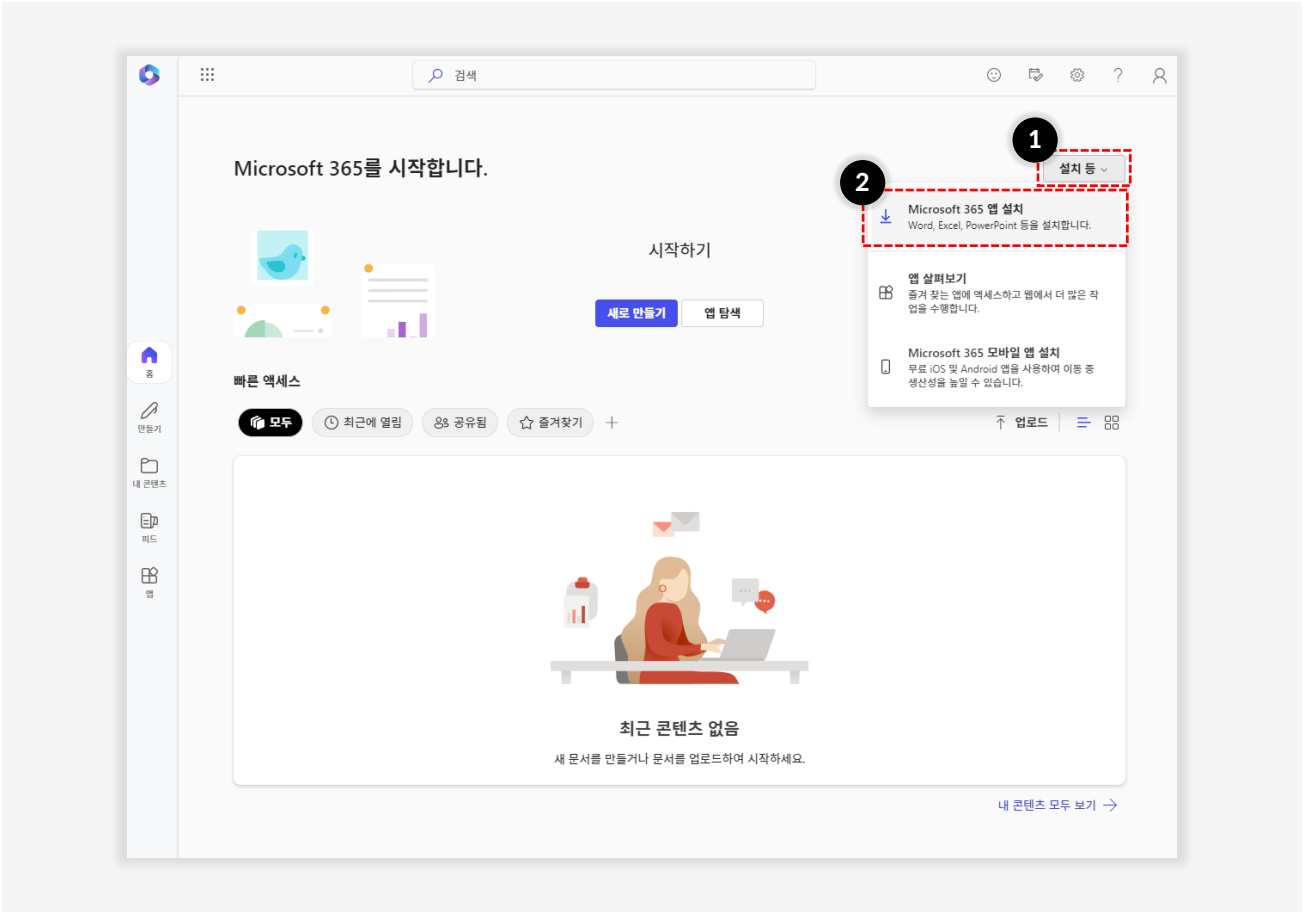 검색
1
설치 등
Microsoft 365를 시작합니다.
2
Microsoft 365 앱 설치
Word, Excel, PowerPoint 등을 설치합니다.
시작하기
앱 살펴보기
즐겨 찾는 앱에 액세스하고 웹에서 더 많은 작
업을 수행합니다.
새로 만들기
앱 탐색
Microsoft 365 모바일 앱 설치
무료 iOS 및 Android 앱을 사용하여 이동 중
생산성을 높일 수 있습니다.
홈
만들기
내 콘텐츠
피드
앱
빠른 액세스
모두
최근에 열림
공유됨
즐겨찾기
업로드
최근 콘텐츠 없음
새 문서를 만들거나 문서를 업로드하여 시작하세요.
내 콘텐츠 모두 보기